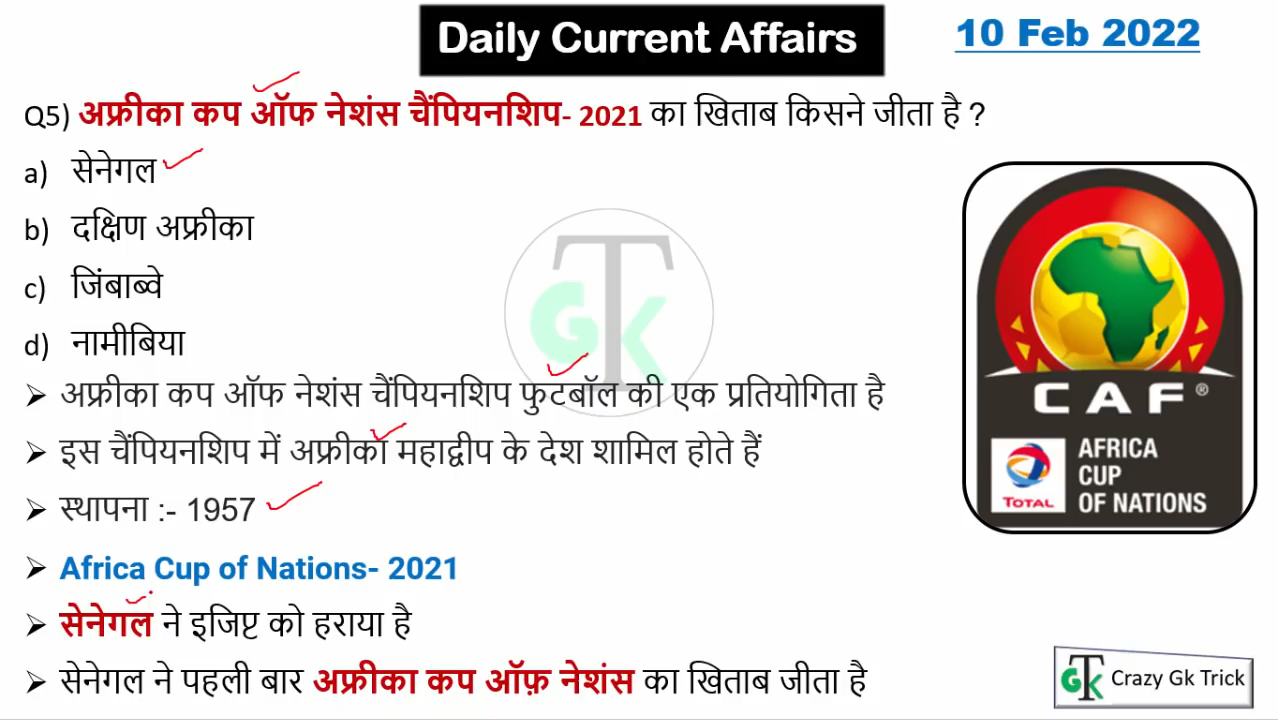 Daily Current Affairs
10 Feb 2022
Q5) अफ्रीका कप ऑफ नेशंस चैंपियनशिप- 2021 का खिताब किसने जीता है ?
a) सेनेगल
b) दक्षिण अफ्रीका
c) जिंबाब्वे
d) नामीबिया
➢ अफ्रीका कप ऑफ नेशंस चैंपियनशिप फुटबॉल की एक प्रतियोगिता है
➢ इस चैंपियनशिप में अफ्रीका महाद्वीप के देश शामिल होते हैं
➢ स्थापना :- 1957
➢ Africa Cup of Nations- 2021
➢ सेनेगल ने इजिप्ट को हराया है
➢ सेनेगल ने पहली बार अफ्रीका कप ऑफ़ नेशंस का खिताब जीता है
GTK
CAF®
TOTAL
AFRICA
CUP
OF NATIONS
GTK Crazy Gk Trick